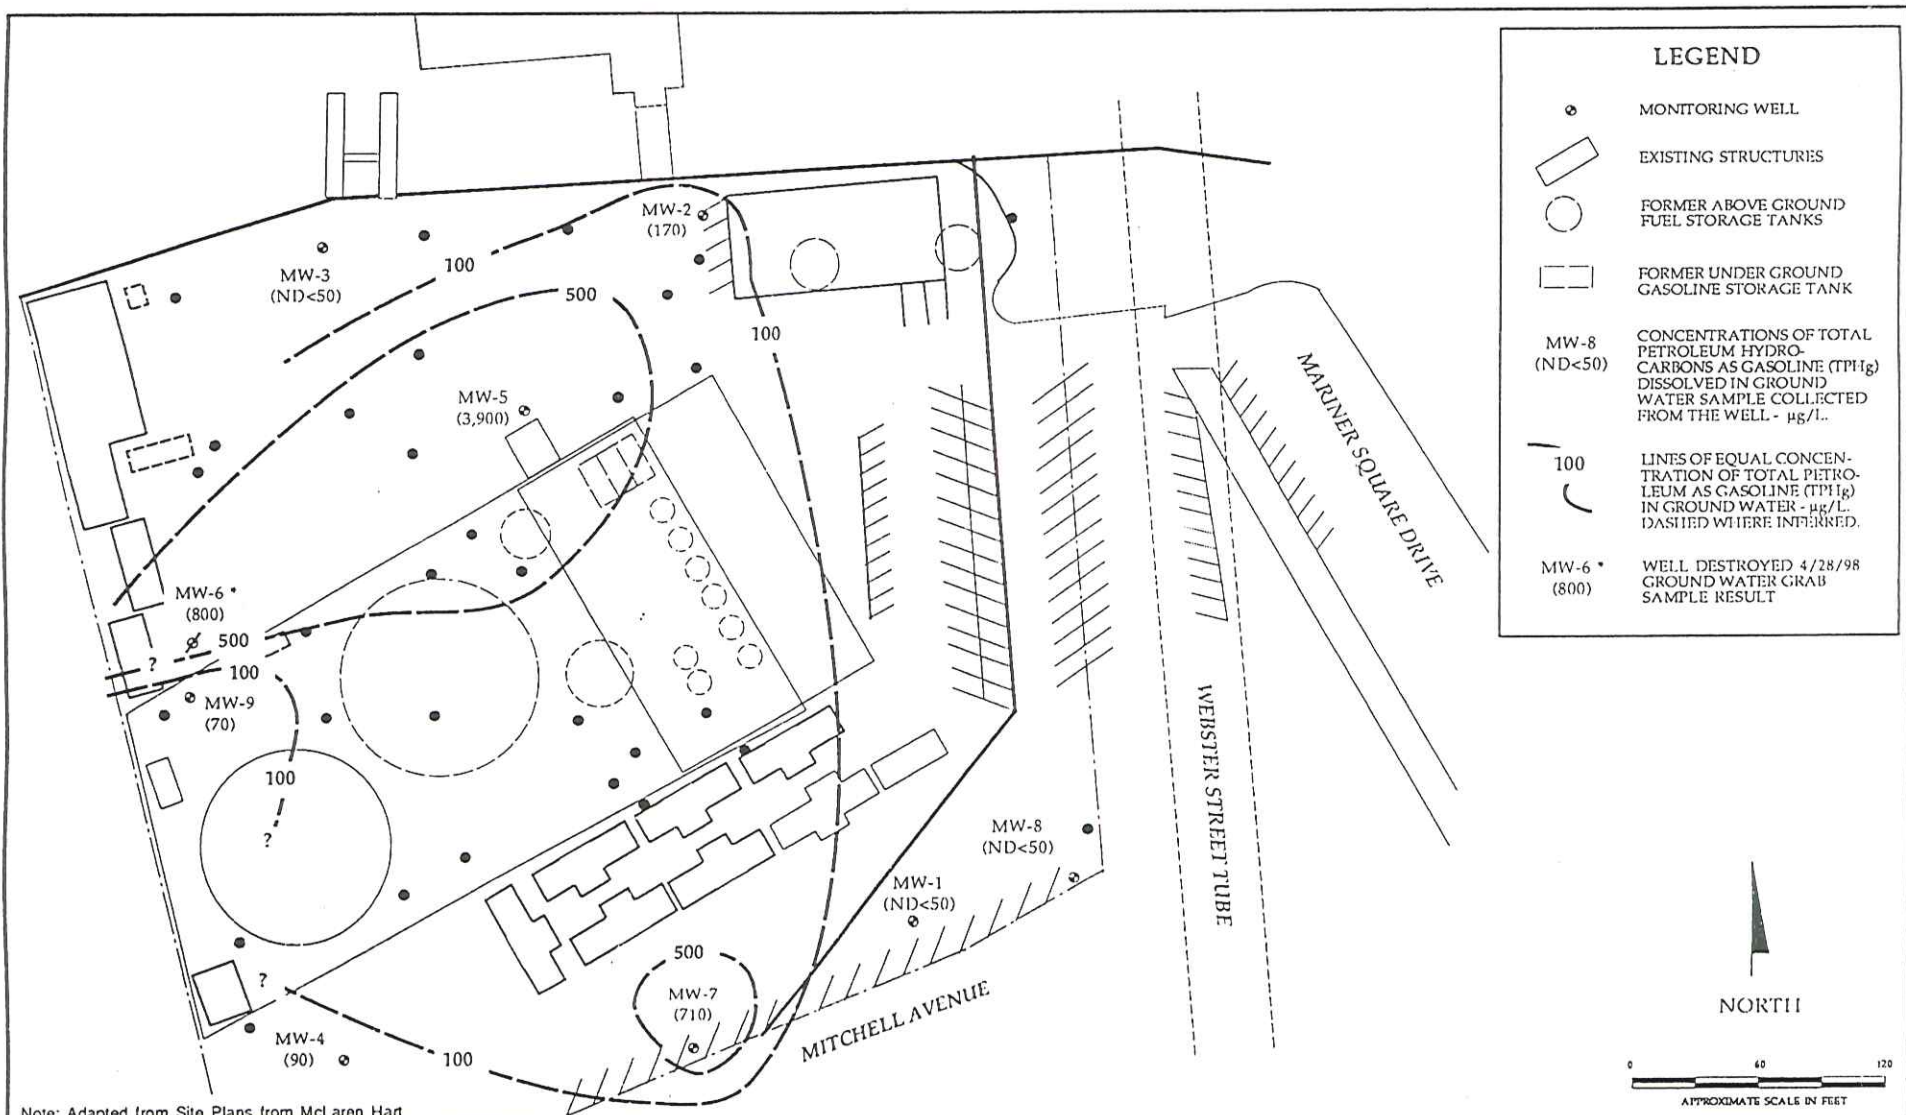 LEGEND
MONITORING WELL
EXISTING STRUCTURES
FORMER ABOVE GROUND
FUEL STORAGE TANKS
FORMER UNDER GROUND
GASOLINE STORAGE TANK
MW-8
(ND<50)
CONCENTRATIONS OF TOTAL
PETROLEUM HYDRO-
CARBONS AS GASOLINE (TPHg)
DISSOLVED IN GROUND
WATER SAMPLE COLLECTED
FROM THE WELL - µg/L.
100
LINES OF EQUAL CONCEN-
TRATION OF TOTAL PETRO-
LEUM AS GASOLINE (TPHg)
IN GROUND WATER - µg/L.
DASHED WHERE INFERRED.
MW-6 *
(800)
WELL DESTROYED 4/28/98
GROUND WATER GRAB
SAMPLE RESULT
MW-2
(170)
MW-3
(ND<50)
100
500
100
MW-5
(3,900)
MARINER SQUARE DRIVE
MW-6 *
(800)
500
?
100
MW-9
(70)
WEBSTER STREET TUBE
100
?
MW-8
(ND<50)
MW-1
(ND<50)
500
?
MW-7
(710)
MITCHELL AVENUE
MW-4
(90)
100
NORTH
0 60 120
APPROXIMATE SCALE IN FEET
Note: Adapted from Site Plans from McLaren Hart